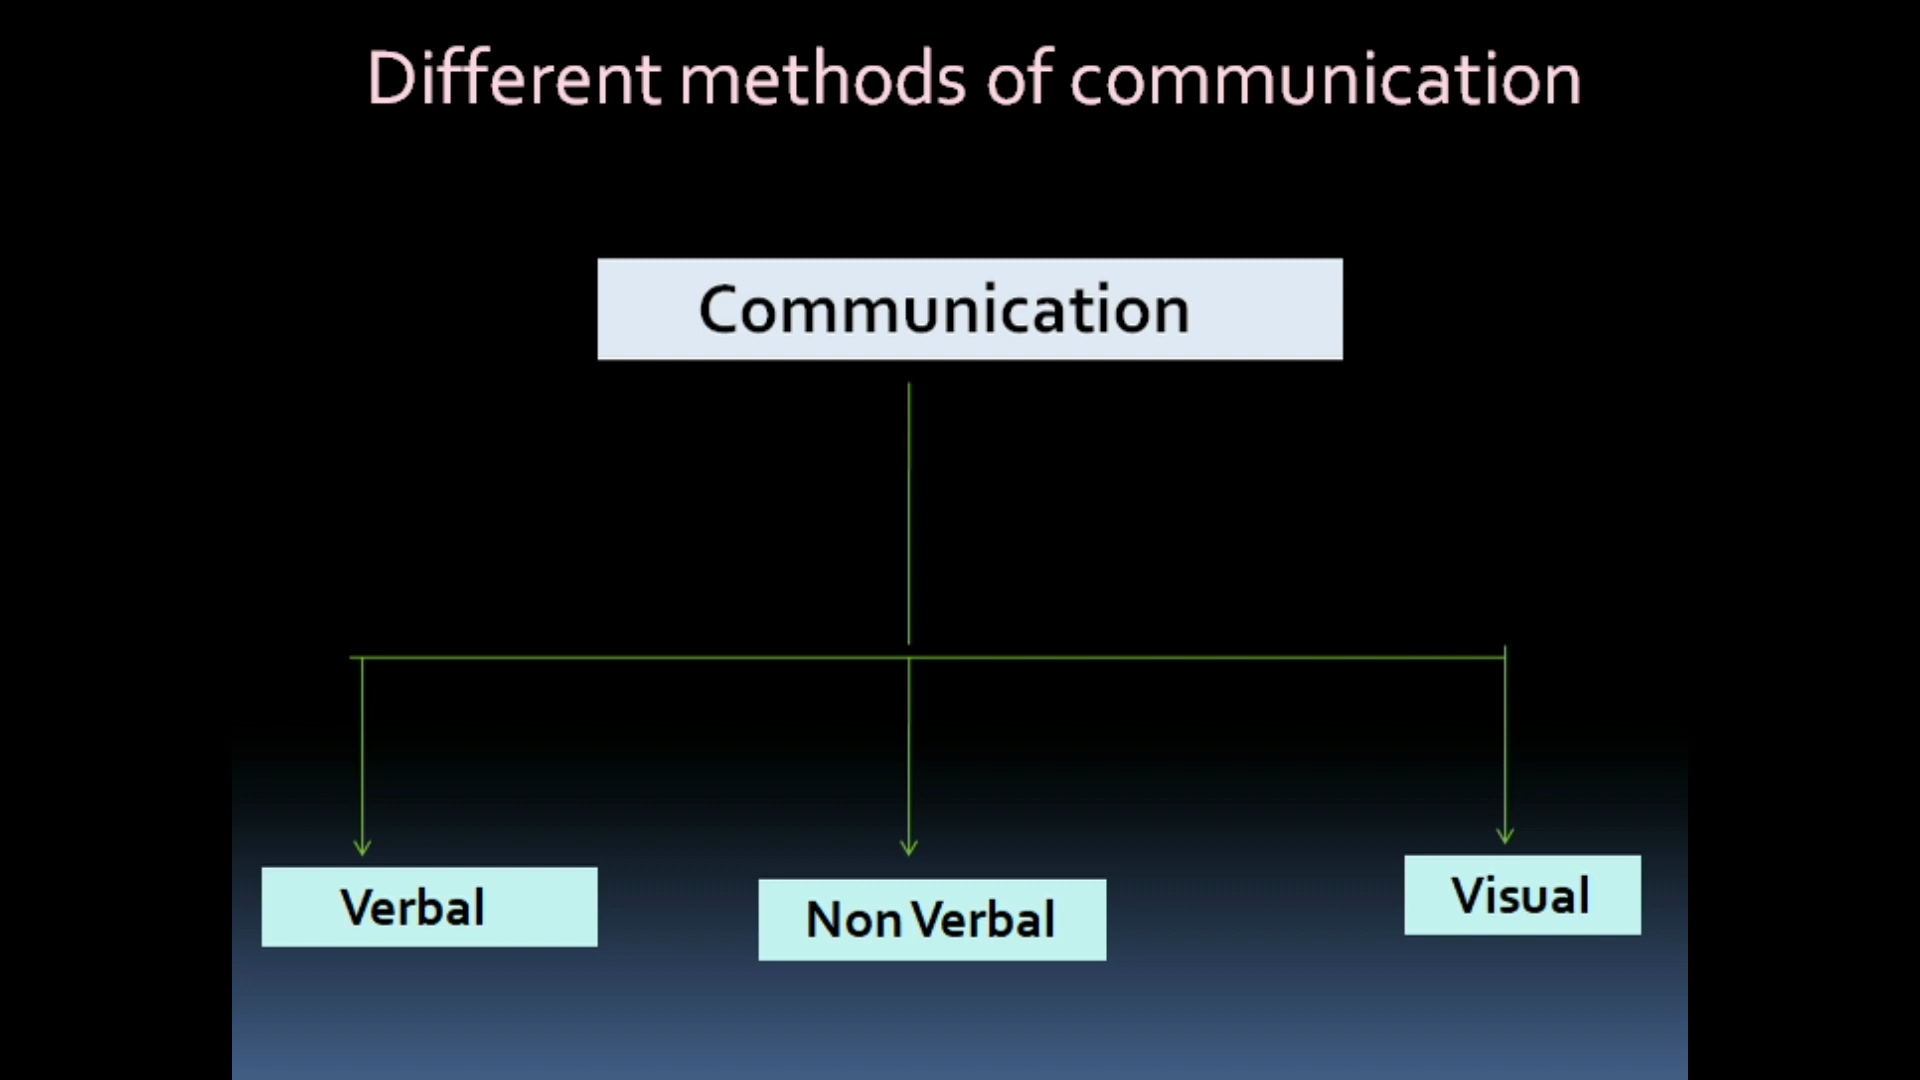 Different methods of communication
Communication
Verbal
Non Verbal
Visual